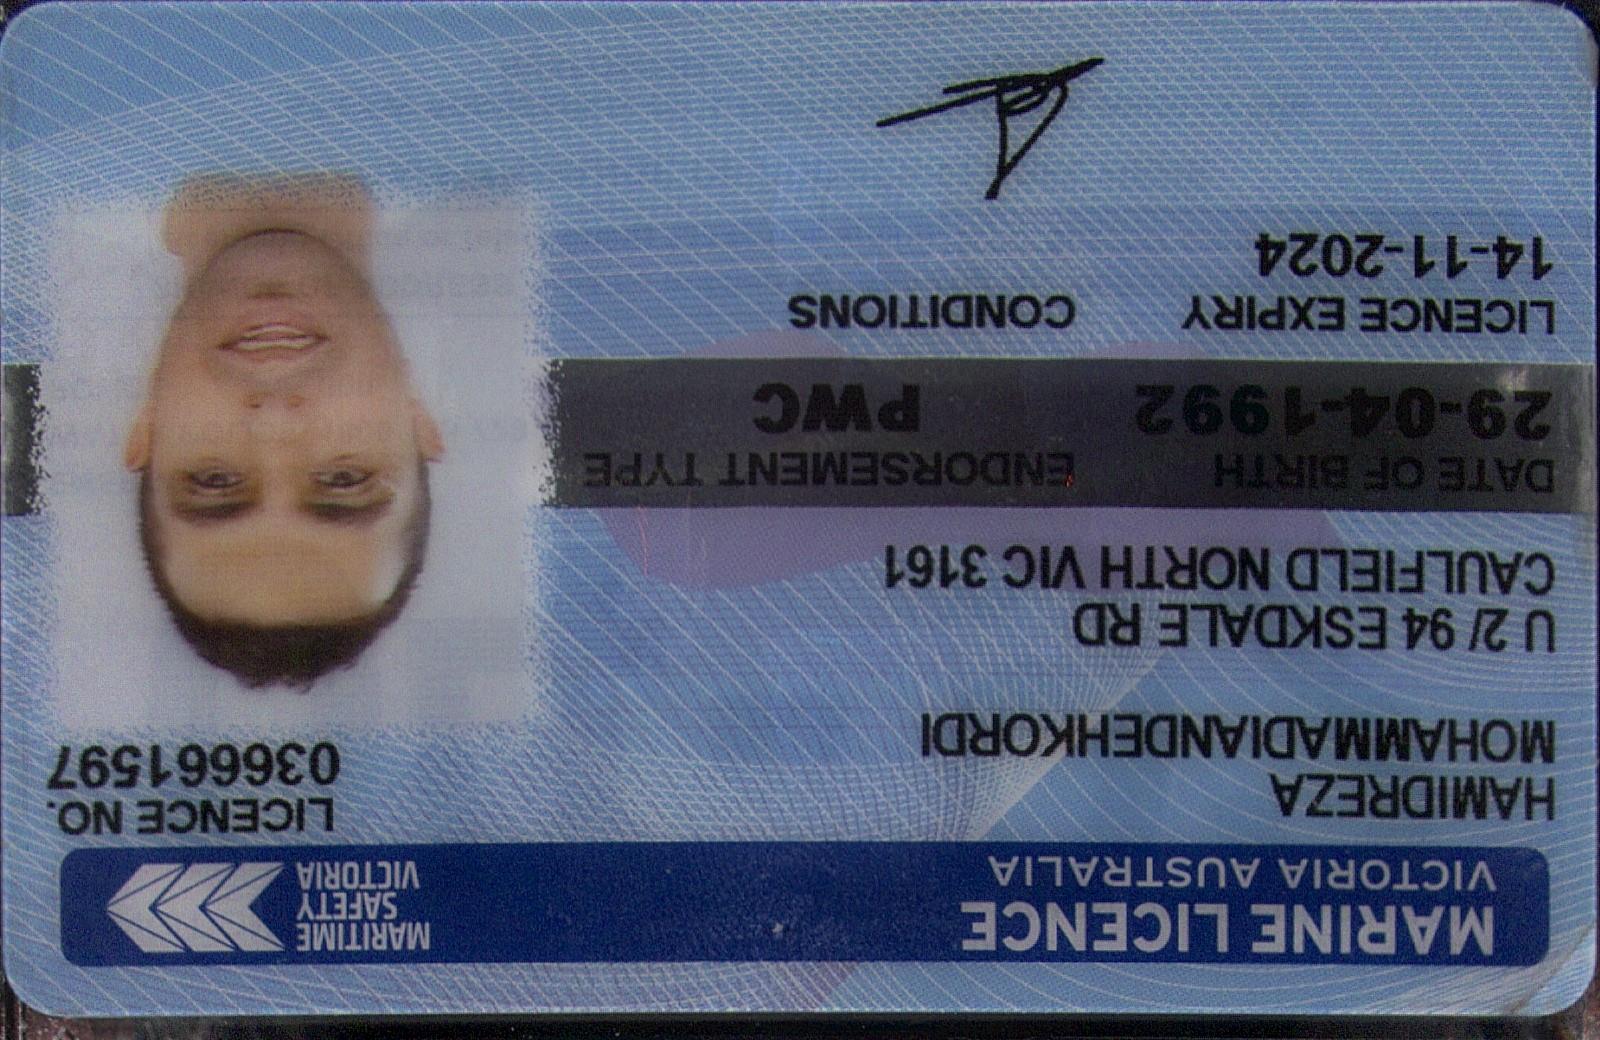 MARINE LICENCE
VICTORIA AUSTRALIA
MARITIME
SAFETY
VICTORIA
HAMIDREZA
MOHAMMADIANDEHKORDI
LICENCE NO.
036661597
U 2/ 94 ESKDALE RD
CAULFIELD NORTH VIC 3161
DATE OF BIRTH ENDORSEMENT TYPE
29-04-1992 PWC
LICENCE EXPIRY CONDITIONS
14-11-2024